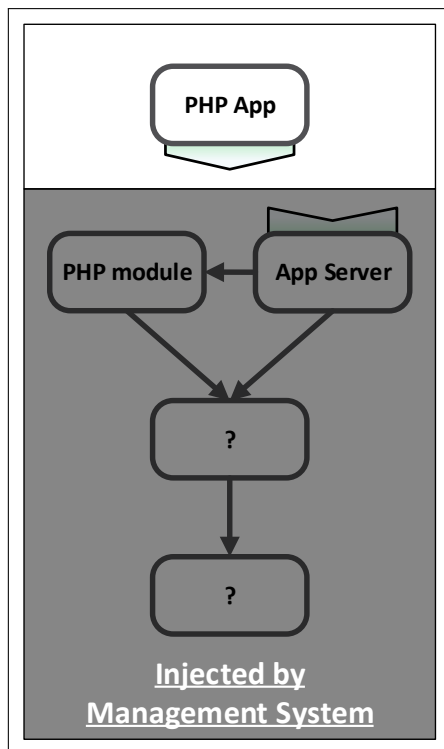 PHP App
PHP module
App Server
?
?
Injected by
Management System